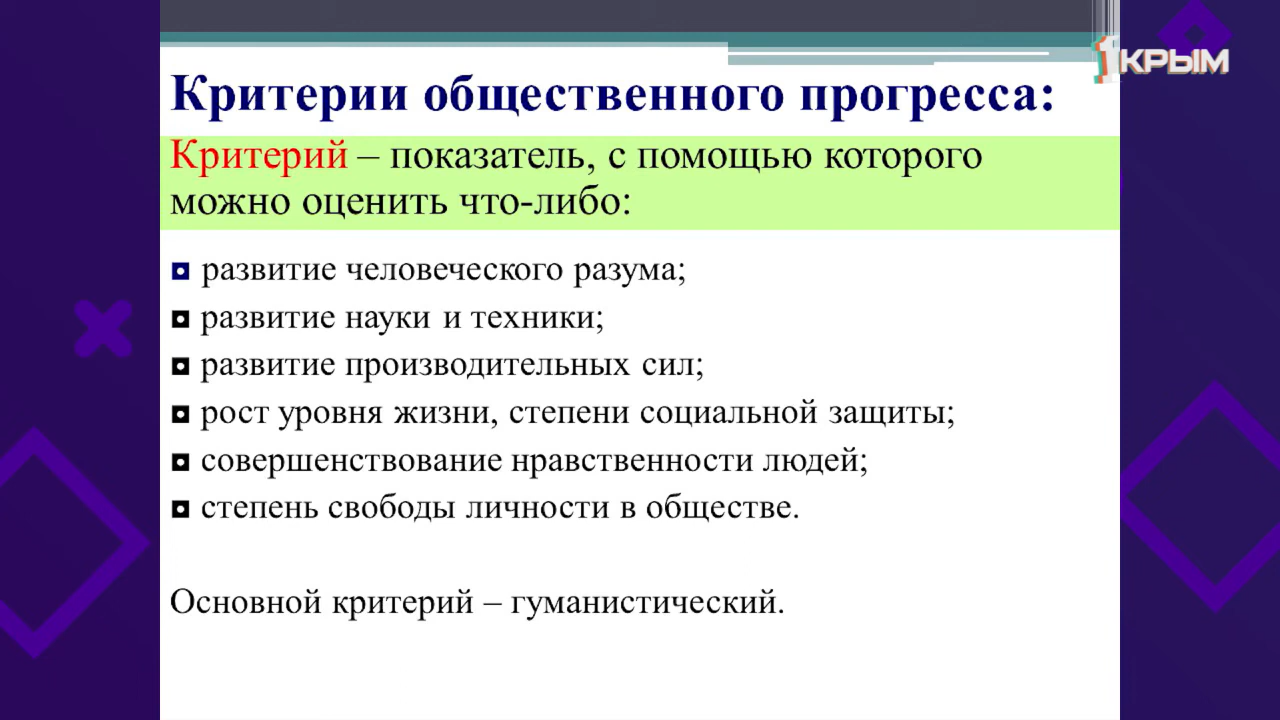 1КРЫМ
Критерии общественного прогресса:
Критерий – показатель, с помощью которого
можно оценить что-либо:
развитие человеческого разума;
развитие науки и техники;
развитие производительных сил;
рост уровня жизни, степени социальной защиты;
совершенствование нравственности людей;
степень свободы личности в обществе.
Основной критерий – гуманистический.